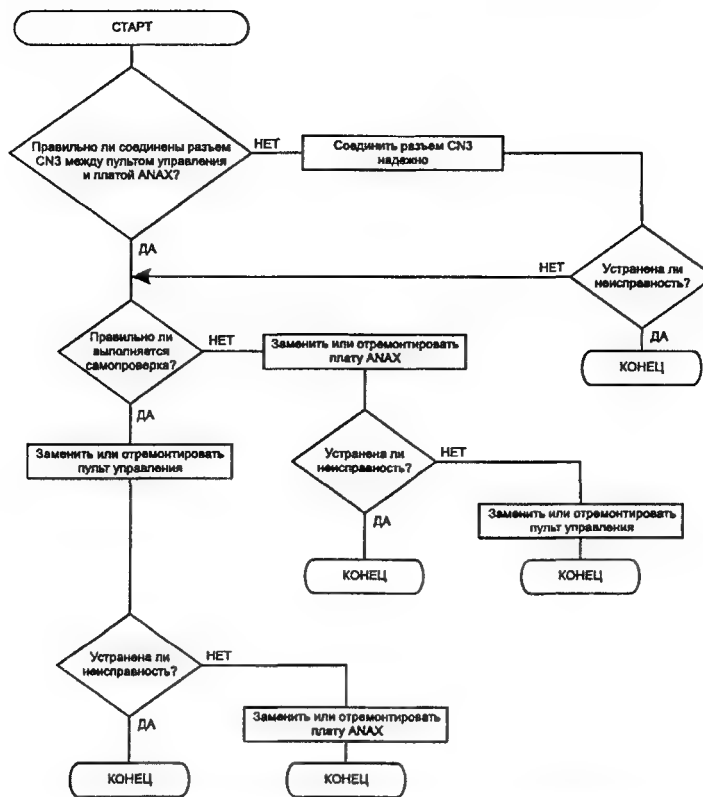 СТАРТ
Правильно ли соединены разъем
CN3 между пультом управления
и платой ANAX?
НЕТ
Соединить разъем CN3
надежно
ДА
НЕТ
Устранена ли
неисправность?
ДА
КОНЕЦ
Правильно ли
выполняется
самопроверка?
НЕТ
Заменить или отремонтировать
плату ANAX
ДА
Заменить или отремонтировать
пульт управления
Устранена ли
неисправность?
НЕТ
ДА
Заменить или отремонтировать
пульт управления
КОНЕЦ
КОНЕЦ
Устранена ли
неисправность?
НЕТ
ДА
Заменить или отремонтировать
плату ANAX
КОНЕЦ
КОНЕЦ